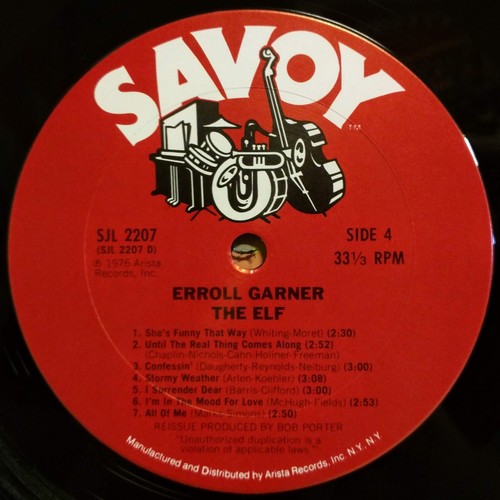 SAVOY TM
SJL 2207
(SJL 2207 D)
℗ 1976 Arista
Records, Inc.
SIDE 4
33⅓ RPM
ERROLL GARNER
THE ELF
1. She's Funny That Way (Whiting-Moret) (2:30)
2. Until The Real Thing Comes Along (2:52)
(Chaplin-Nichols-Cahn-Holiner-Freeman)
3. Confessin' (Daugherty-Reynolds-Neiburg) (3:00)
4. Stormy Weather (Arlen-Koehler) (3:08)
5. I Surrender Dear (Barris-Clifford) (3:00)
6. I'm In The Mood For Love (McHugh-Fields) (2:53)
7. All Of Me (Marks-Simons) (2:50)
REISSUE PRODUCED BY BOB PORTER
"Unauthorized duplication is a
violation of applicable laws."
Manufactured and Distributed by Arista Records, Inc. N.Y., N.Y.